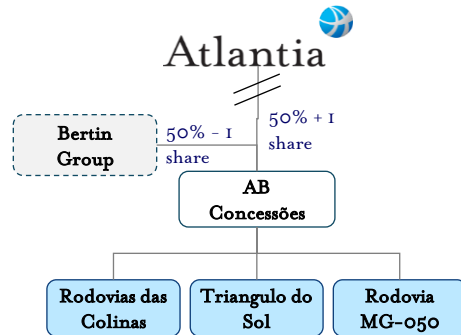 Atlantia
50% + 1
share
Bertin
Group
50% - 1
share
AB
Concessões
Rodovias das
Colinas
Triangulo do
Sol
Rodovia
MG-050